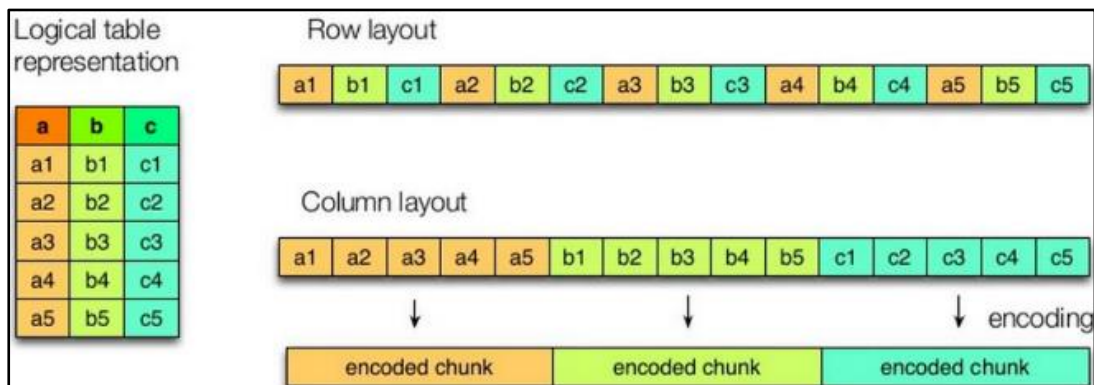 Logical table
representation
a b c
a1 b1 c1
a2 b2 c2
a3 b3 c3
a4 b4 c4
a5 b5 c5
Row layout
a1 b1 c1 a2 b2 c2 a3 b3 c3 a4 b4 c4 a5 b5 c5
Column layout
a1 a2 a3 a4 a5 b1 b2 b3 b4 b5 c1 c2 c3 c4 c5
encoding
encoded chunk encoded chunk encoded chunk